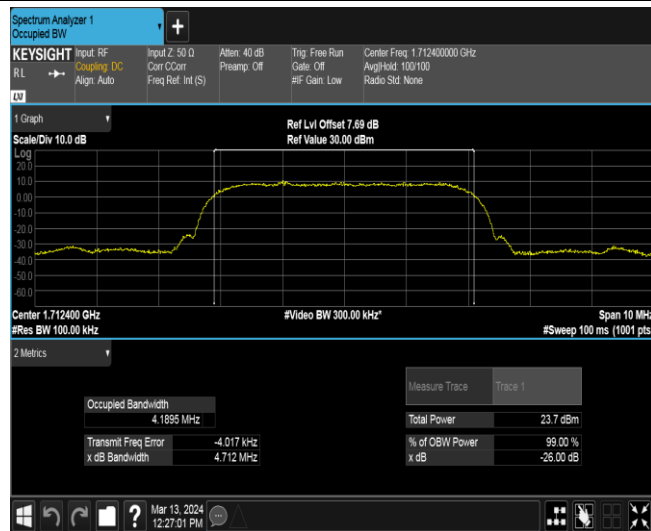 Spectrum Analyzer 1
Occupied BW
+
KEYSIGHT Input: RF Input Z: 50 Ω Atten: 40 dB Trig: Free Run Center Freq: 1.712400000 GHz
RL Coupling: DC Corr CCorr Preamp: Off Gate: Off Avg|Hold: 100/100
Align: Auto Freq Ref: Int (S) #IF Gain: Low Radio Std: None
LXI
1 Graph Ref Lvl Offset 7.69 dB
Scale/Div 10.0 dB Ref Value 30.00 dBm
Log
20.0
10.0
0.00
-10.0
-20.0
-30.0
-40.0
-50.0
-60.0
Center 1.712400 GHz #Video BW 300.00 kHz* Span 10 MHz
#Res BW 100.00 kHz #Sweep 100 ms (1001 pts
2 Metrics
Measure Trace Trace 1
Occupied Bandwidth
4.1895 MHz Total Power 23.7 dBm
Transmit Freq Error -4.017 kHz % of OBW Power 99.00 %
x dB Bandwidth 4.712 MHz x dB -26.00 dB
? Mar 13, 2024
12:27:01 PM